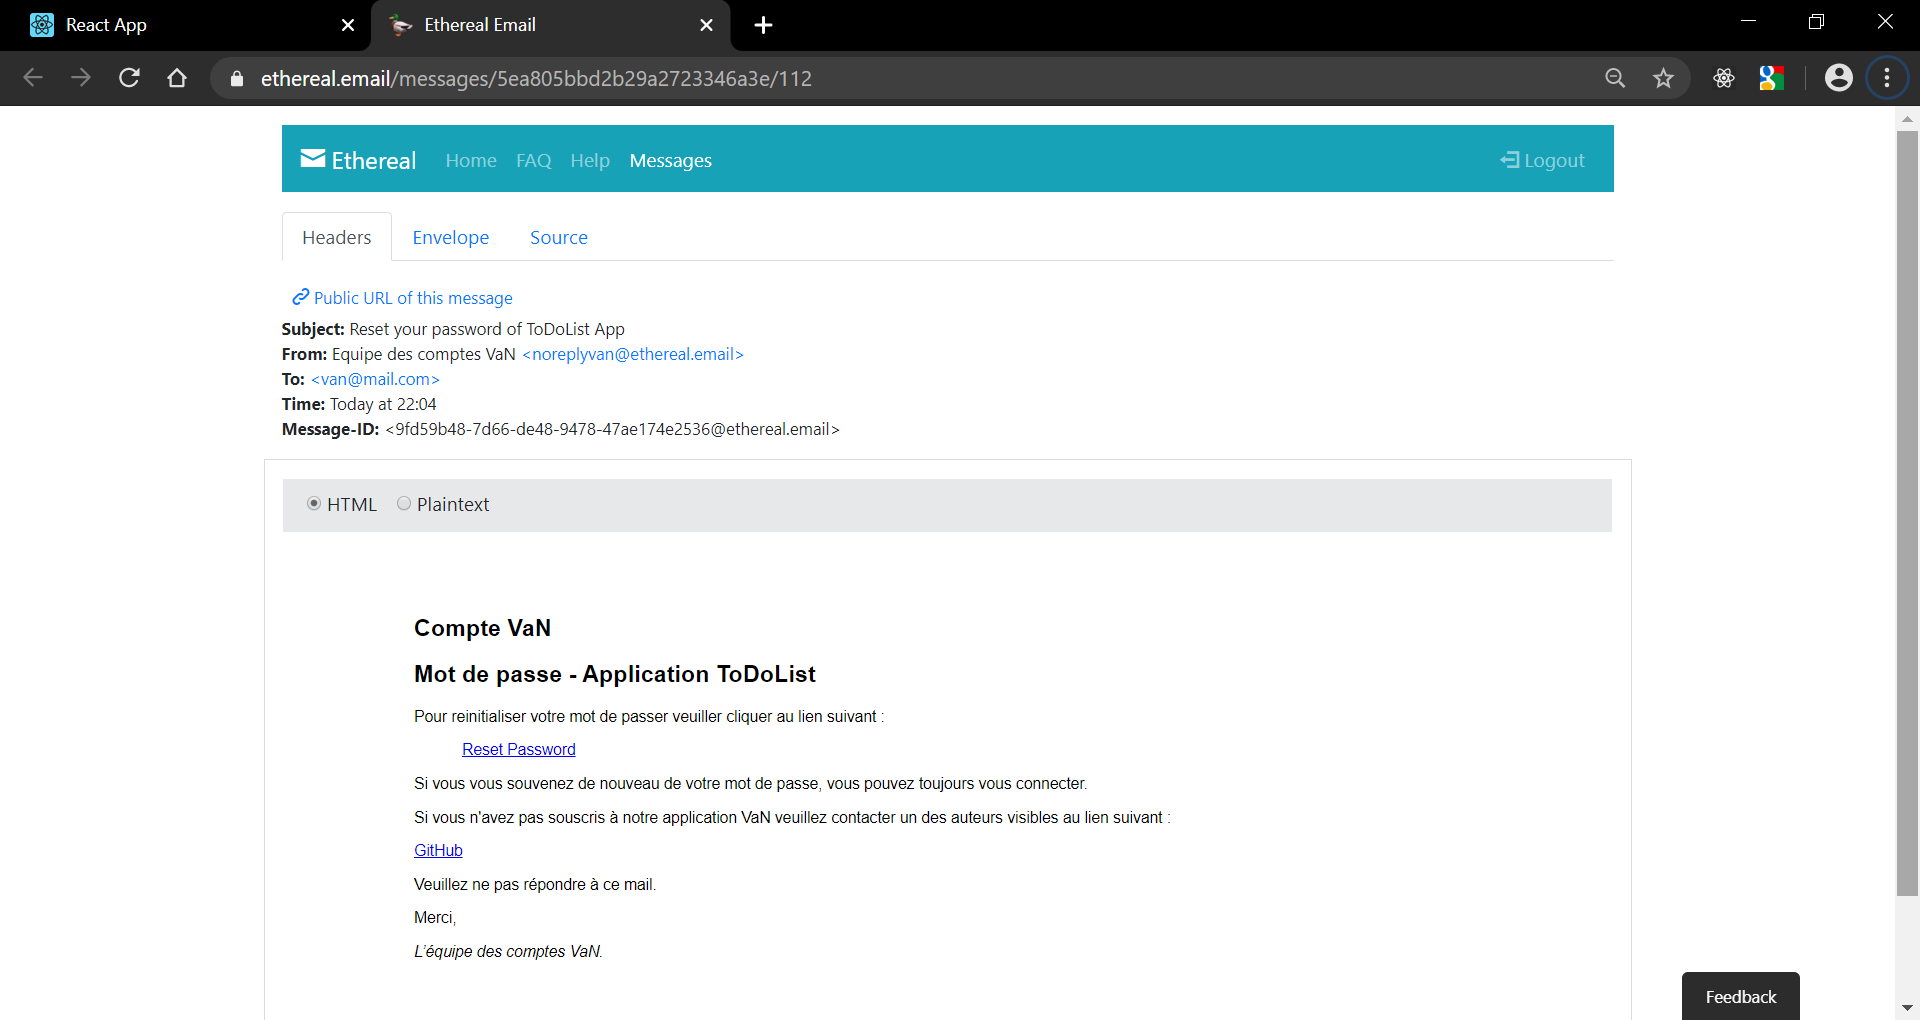 React App
Ethereal Email
ethereal.email/messages/5ea805bbd2b29a2723346a3e/112
Ethereal Home FAQ Help Messages Logout
Headers Envelope Source
Public URL of this message
Subject: Reset your password of ToDoList App
From: Equipe des comptes VaN <noreplyvan@ethereal.email>
To: <van@mail.com>
Time: Today at 22:04
Message-ID: <9fd59b48-7d66-de48-9478-47ae174e2536@ethereal.email>
HTML Plaintext
Compte VaN
Mot de passe - Application ToDoList
Pour reinitialiser votre mot de passer veuiller cliquer au lien suivant :
Reset Password
Si vous vous souvenez de nouveau de votre mot de passe, vous pouvez toujours vous connecter.
Si vous n'avez pas souscris à notre application VaN veuillez contacter un des auteurs visibles au lien suivant :
GitHub
Veuillez ne pas répondre à ce mail.
Merci,
L'équipe des comptes VaN.
Feedback